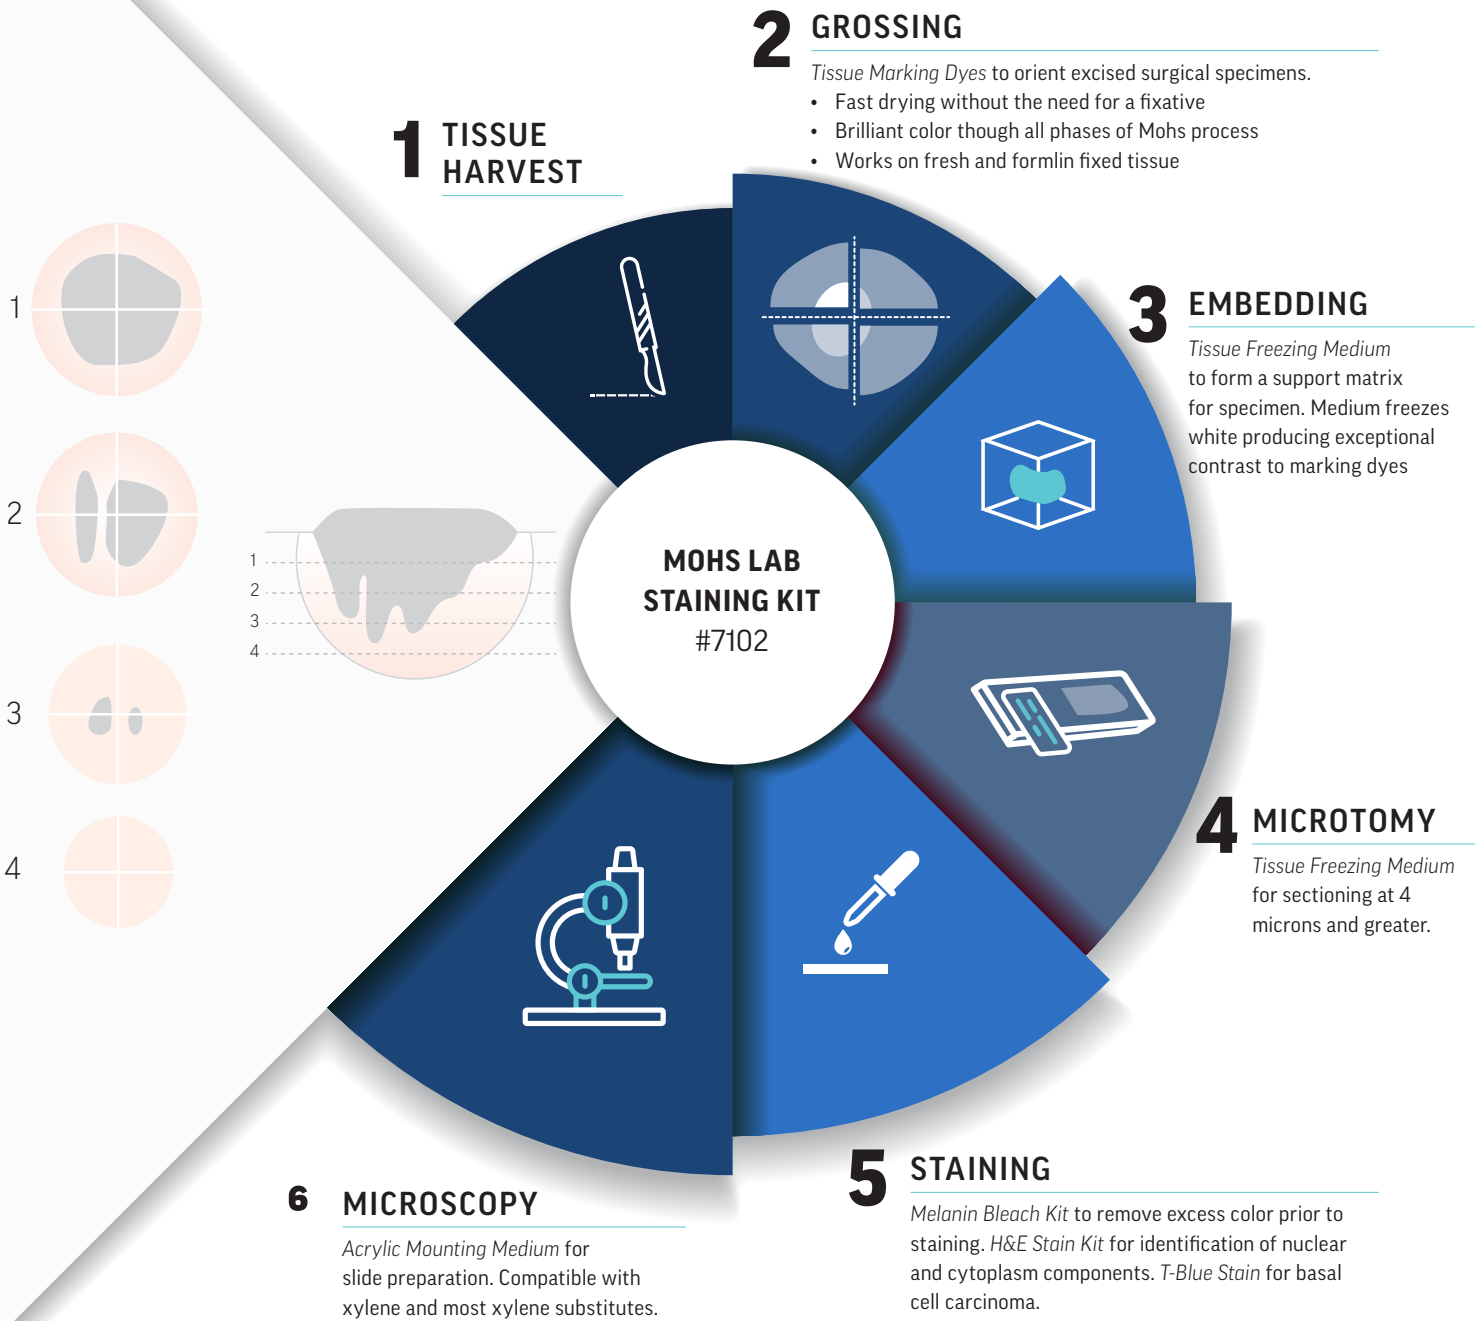 1 TISSUE
HARVEST
2 GROSSING
Tissue Marking Dyes to orient excised surgical specimens.
• Fast drying without the need for a fixative
• Brilliant color though all phases of Mohs process
• Works on fresh and formlin fixed tissue
3 EMBEDDING
Tissue Freezing Medium
to form a support matrix
for specimen. Medium freezes
white producing exceptional
contrast to marking dyes
1
2
3
4
1
2
3
4
MOHS LAB
STAINING KIT
#7102
4 MICROTOMY
Tissue Freezing Medium
for sectioning at 4
microns and greater.
5 STAINING
Melanin Bleach Kit to remove excess color prior to
staining. H&E Stain Kit for identification of nuclear
and cytoplasm components. T-Blue Stain for basal
cell carcinoma.
6 MICROSCOPY
Acrylic Mounting Medium for
slide preparation. Compatible with
xylene and most xylene substitutes.